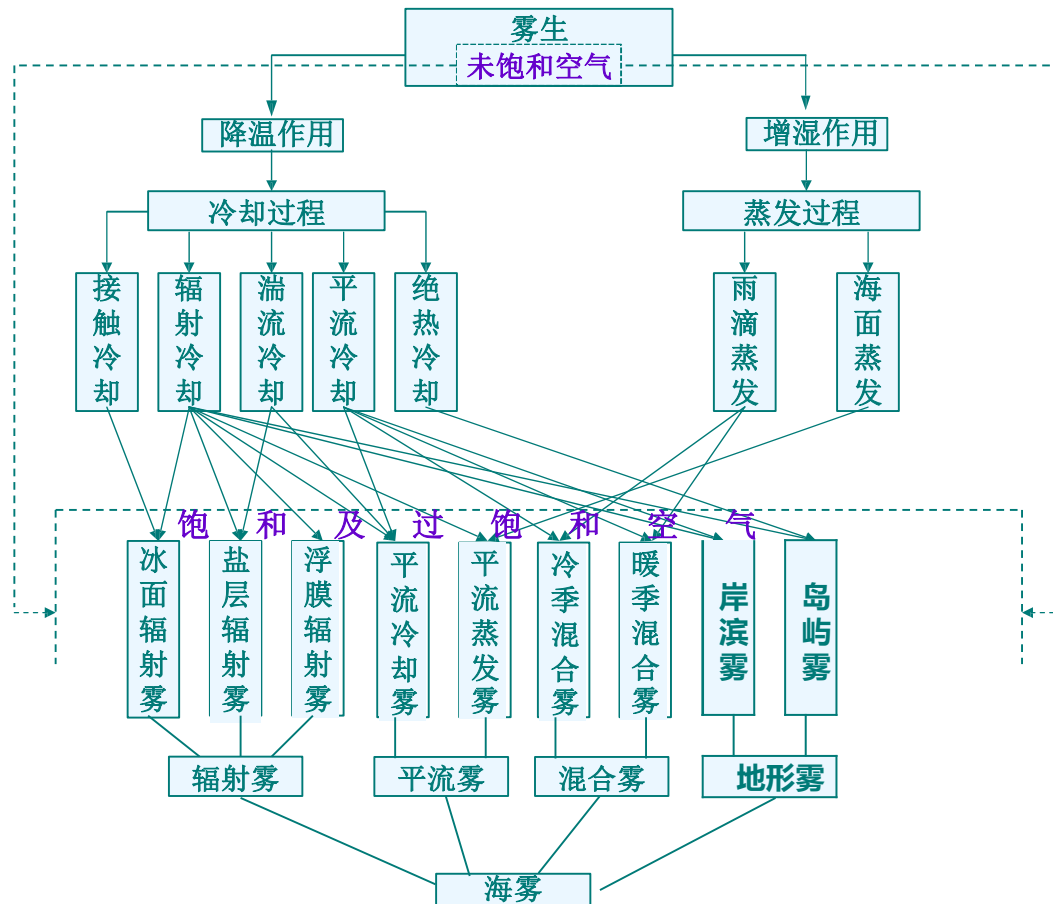 雾生
未饱和空气
降温作用
增湿作用
冷却过程
蒸发过程
接触冷却
辐射冷却
湍流冷却
平流冷却
绝热冷却
雨滴蒸发
海面蒸发
饱和及过饱和空气
冰面辐射雾
盐层辐射雾
浮膜辐射雾
平流冷却雾
平流蒸发雾
冷季混合雾
暖季混合雾
岸滨雾
岛屿雾
辐射雾
平流雾
混合雾
地形雾
海雾